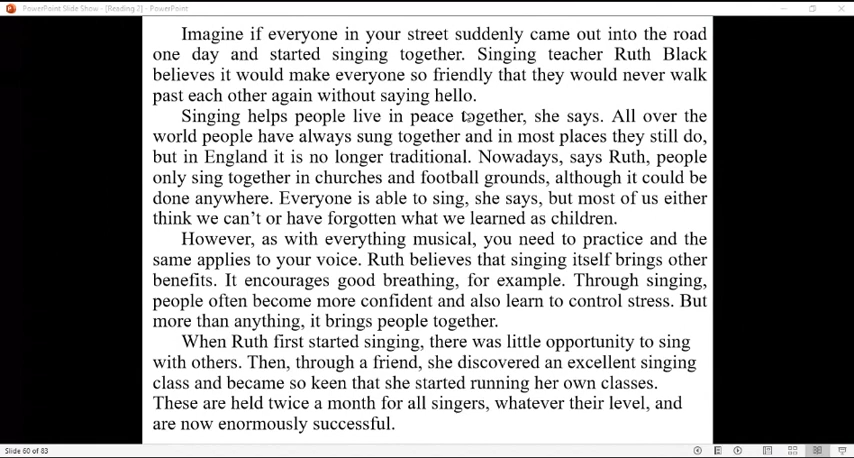 PowerPoint Slide Show - [Reading 2] - PowerPoint
Imagine if everyone in your street suddenly came out into the road
one day and started singing together. Singing teacher Ruth Black
believes it would make everyone so friendly that they would never walk
past each other again without saying hello.
Singing helps people live in peace together, she says. All over the
world people have always sung together and in most places they still do,
but in England it is no longer traditional. Nowadays, says Ruth, people
only sing together in churches and football grounds, although it could be
done anywhere. Everyone is able to sing, she says, but most of us either
think we can't or have forgotten what we learned as children.
However, as with everything musical, you need to practice and the
same applies to your voice. Ruth believes that singing itself brings other
benefits. It encourages good breathing, for example. Through singing,
people often become more confident and also learn to control stress. But
more than anything, it brings people together.
When Ruth first started singing, there was little opportunity to sing
with others. Then, through a friend, she discovered an excellent singing
class and became so keen that she started running her own classes.
These are held twice a month for all singers, whatever their level, and
are now enormously successful.
Slide 60 of 83